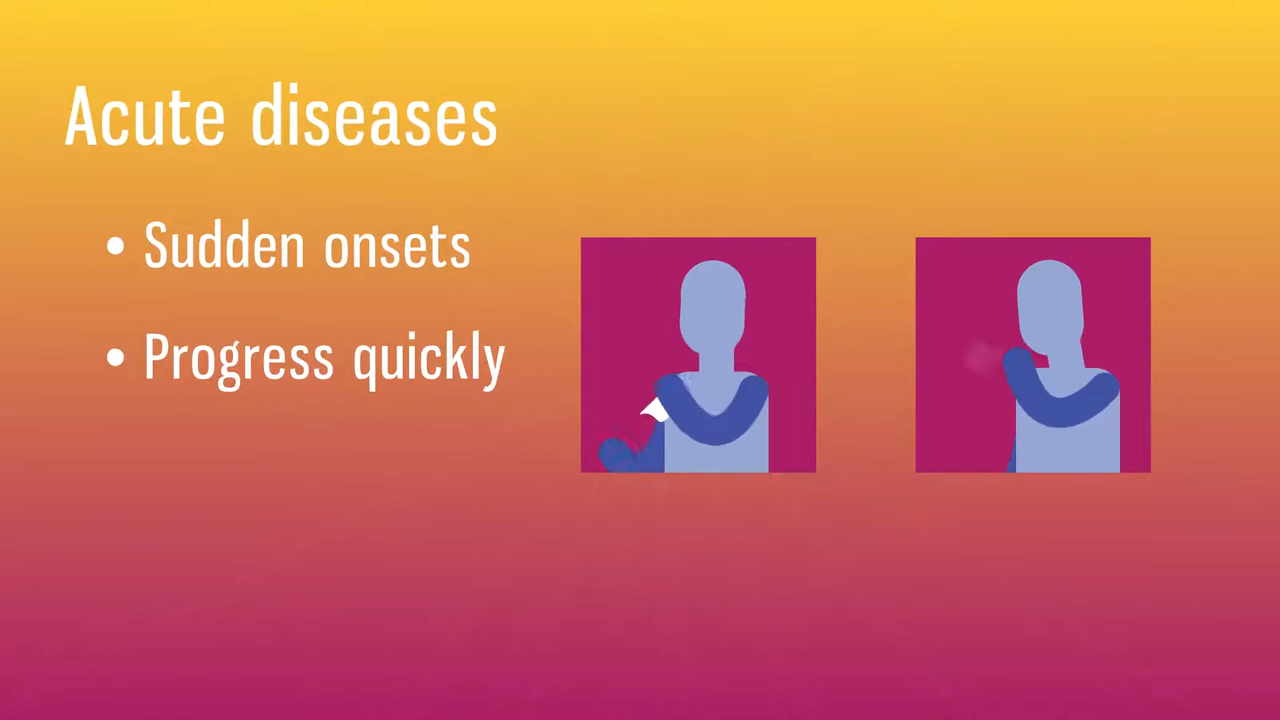 Acute diseases
• Sudden onsets
• Progress quickly